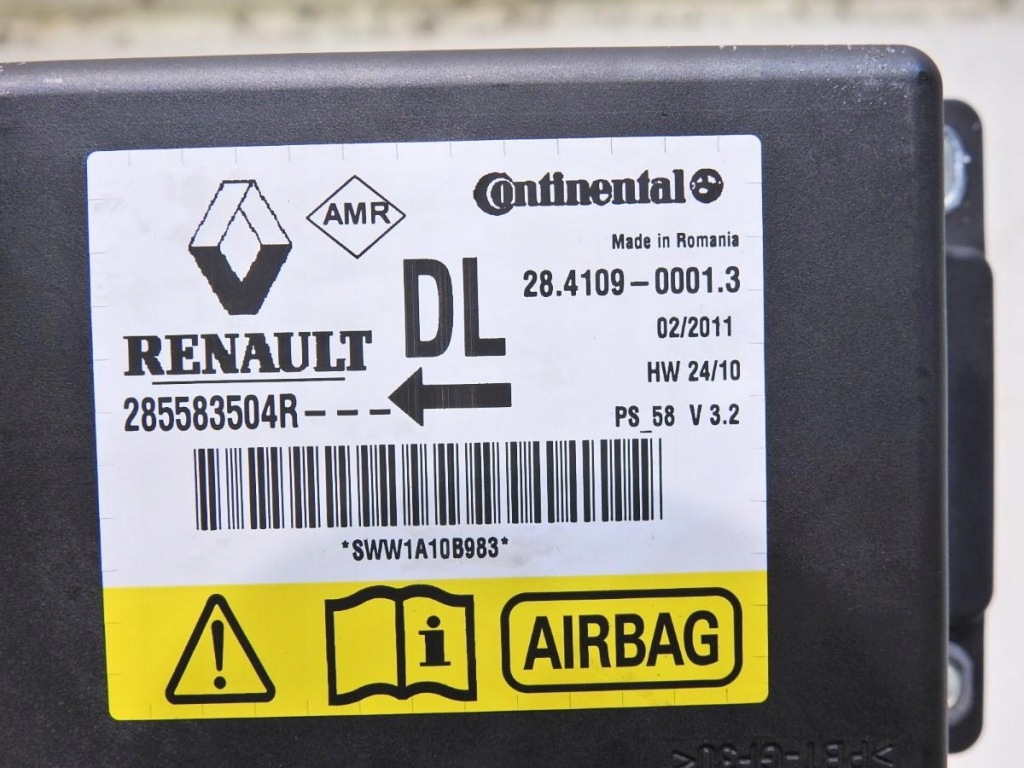 AMR
Continental
Made in Romania
DL
28.4109-0001.3
02/2011
RENAULT
HW 24/10
285583504R---
PS_58 V 3.2
*SWW1A10B983*
i
AIRBAG